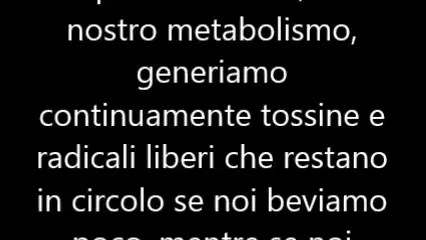 nostro metabolismo,
generiamo
continuamente tossine e
radicali liberi che restano
in circolo se noi beviamo
poco, mentre se noi